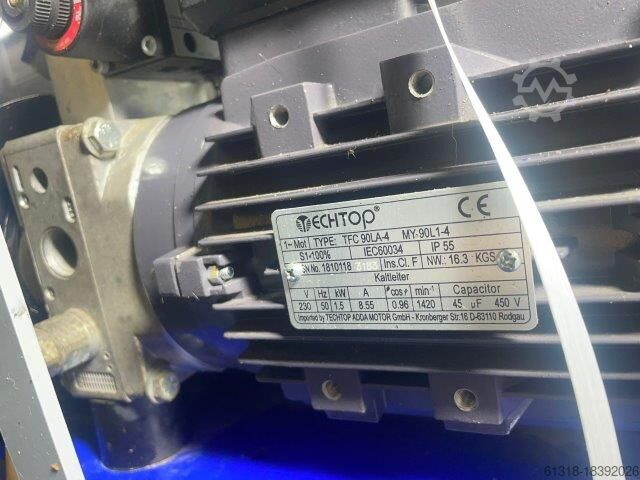 TECHTOP® CE
1~Mot TYPE: TFC 90LA-4 MY-90L1-4
S1-100% IEC60034 IP 55
SN No. 1810118 Ins.Cl. F NW.: 16.3 KGS
Kaltleiter
V Hz kW A cosφ min⁻¹ Capacitor
230 50 1.5 8.55 0.96 1420 45 uF 450 V
Imported by TECHTOP ADDA MOTOR GmbH - Kronberger Str.16 D-63110 Rodgau
61318-18392026